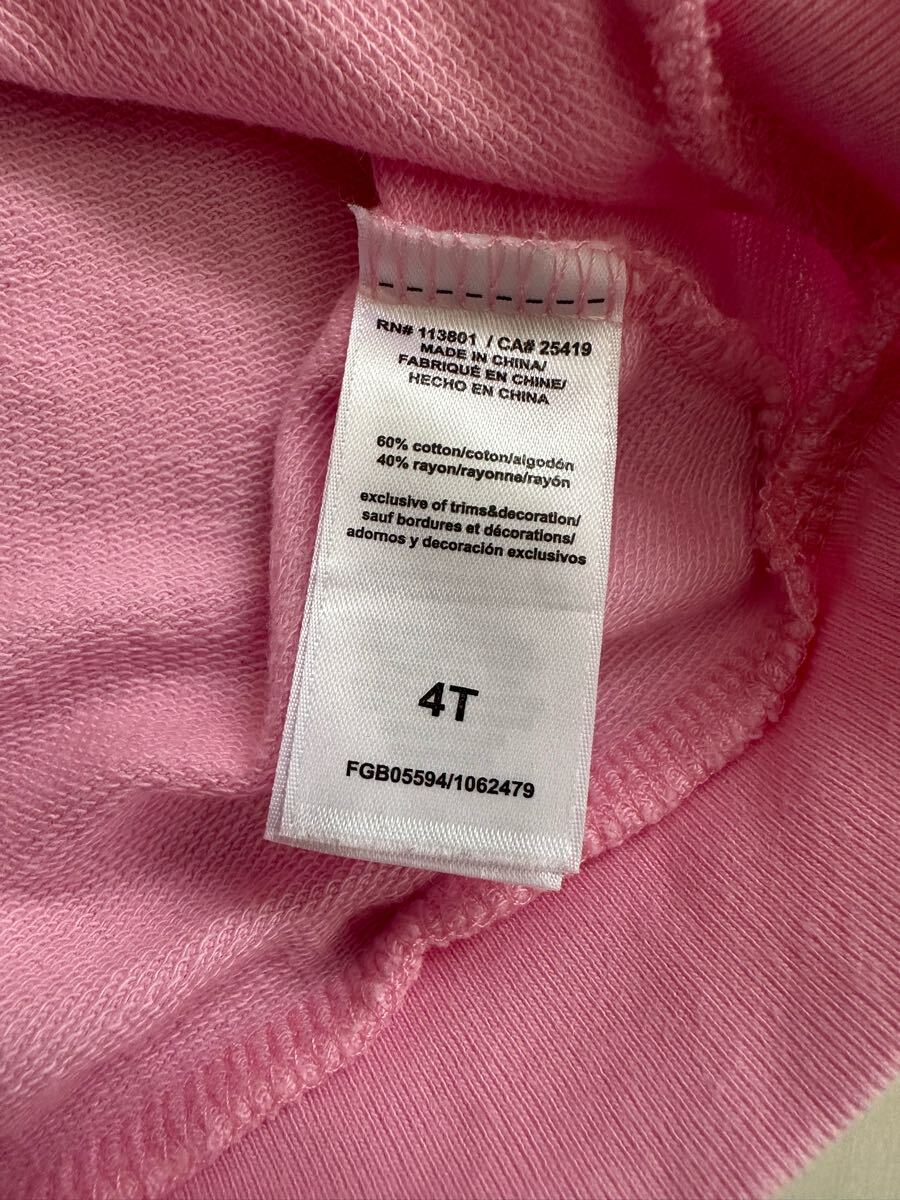 RN# 113801 / CA# 25419
MADE IN CHINA/
FABRIQUÉ EN CHINE/
HECHO EN CHINA
60% cotton/coton/algodón
40% rayon/rayonne/rayón
exclusive of trims&decoration/
sauf bordures et décorations/
adornos y decoración exclusivos
4T
FGB05594/1062479